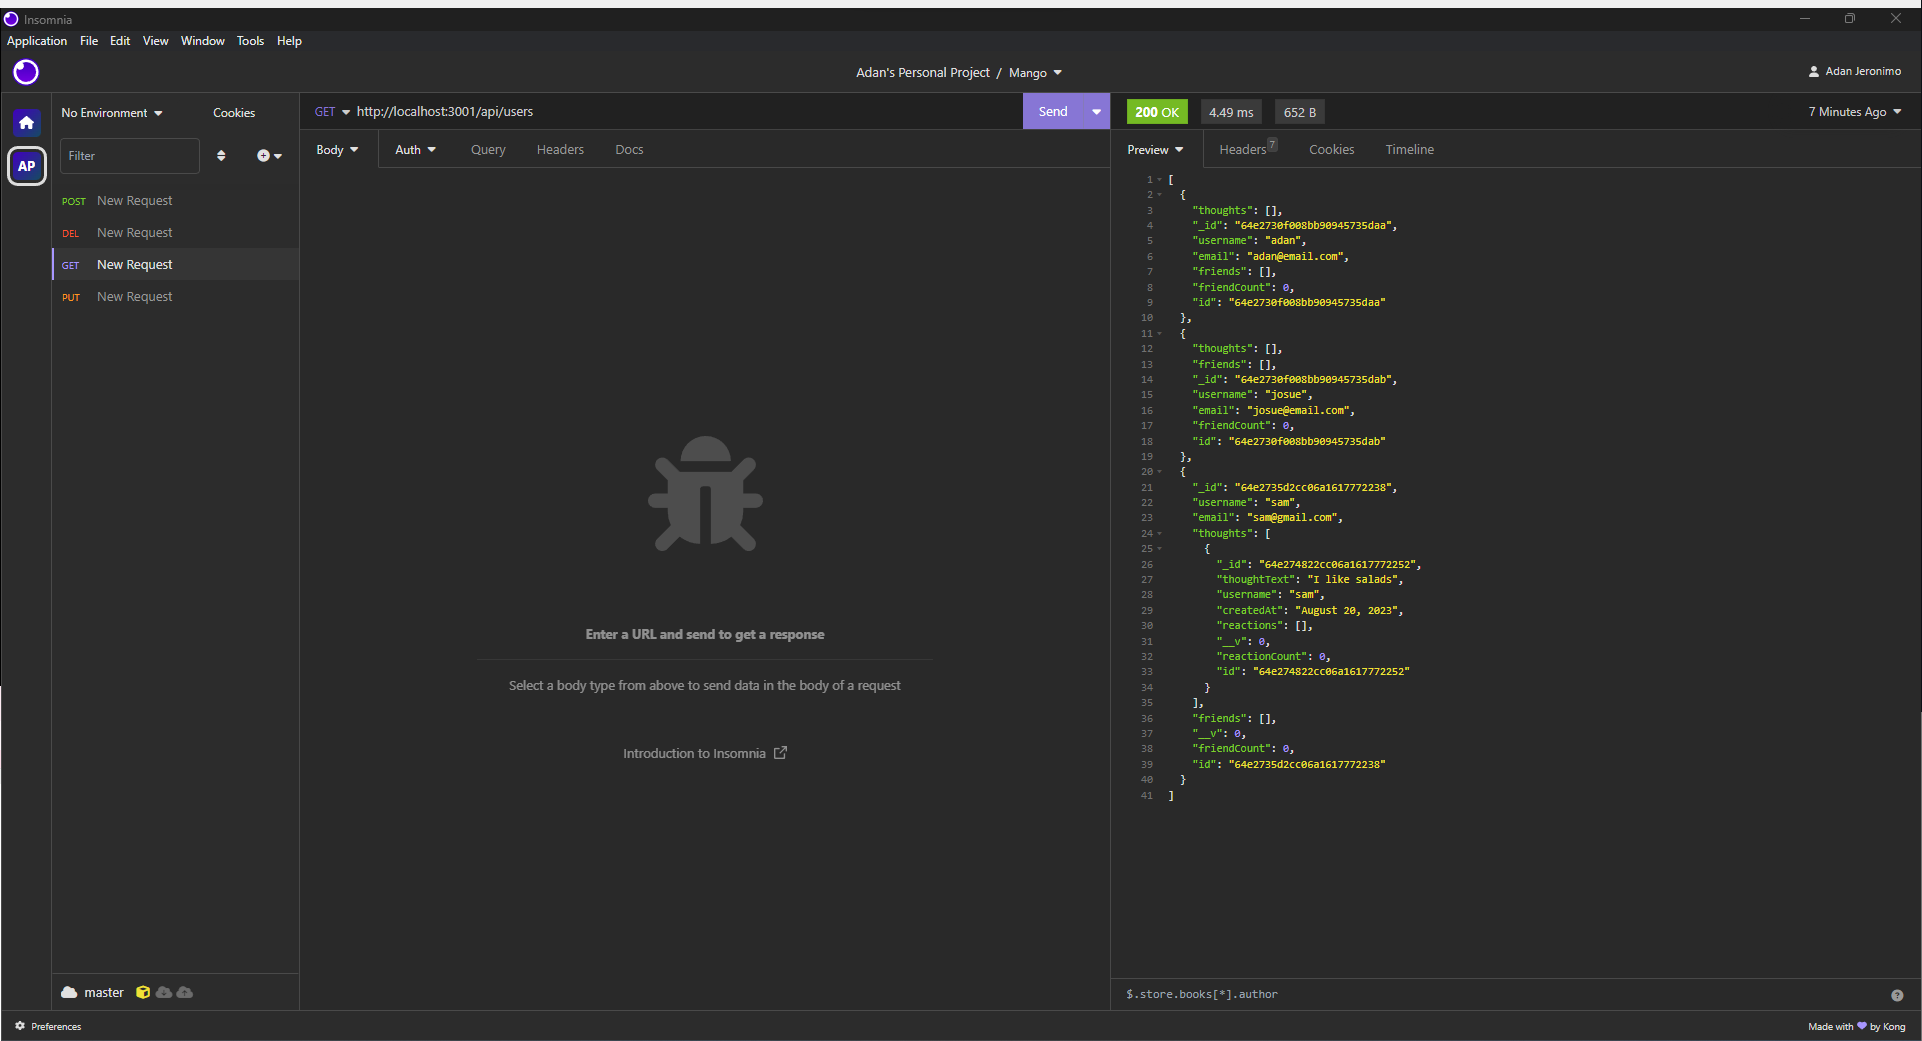 Insomnia
Application File Edit View Window Tools Help
Adan's Personal Project / Mango
Adan Jeronimo
AP
No Environment
Cookies
Filter
POST New Request
DEL New Request
GET New Request
PUT New Request
master
Preferences
GET http://localhost:3001/api/users
Send
Body Auth Query Headers Docs
Enter a URL and send to get a response
Select a body type from above to send data in the body of a request
Introduction to Insomnia
200 OK 4.49 ms 652 B 7 Minutes Ago
Preview Headers 7 Cookies Timeline
1 [
2 {
3 "thoughts": [],
4 "_id": "64e2730f008bb90945735daa",
5 "username": "adan",
6 "email": "adan@email.com",
7 "friends": [],
8 "friendCount": 0,
9 "id": "64e2730f008bb90945735daa"
10 },
11 {
12 "thoughts": [],
13 "friends": [],
14 "_id": "64e2730f008bb90945735dab",
15 "username": "josue",
16 "email": "josue@email.com",
17 "friendCount": 0,
18 "id": "64e2730f008bb90945735dab"
19 },
20 {
21 "_id": "64e2735d2cc06a1617772238",
22 "username": "sam",
23 "email": "sam@gmail.com",
24 "thoughts": [
25 {
26 "_id": "64e274822cc06a1617772252",
27 "thoughtText": "I like salads",
28 "username": "sam",
29 "createdAt": "August 20, 2023",
30 "reactions": [],
31 "__v": 0,
32 "reactionCount": 0,
33 "id": "64e274822cc06a1617772252"
34 }
35 ],
36 "friends": [],
37 "__v": 0,
38 "friendCount": 0,
39 "id": "64e2735d2cc06a1617772238"
40 }
41 ]
$.store.books[*].author
Made with 💜 by Kong